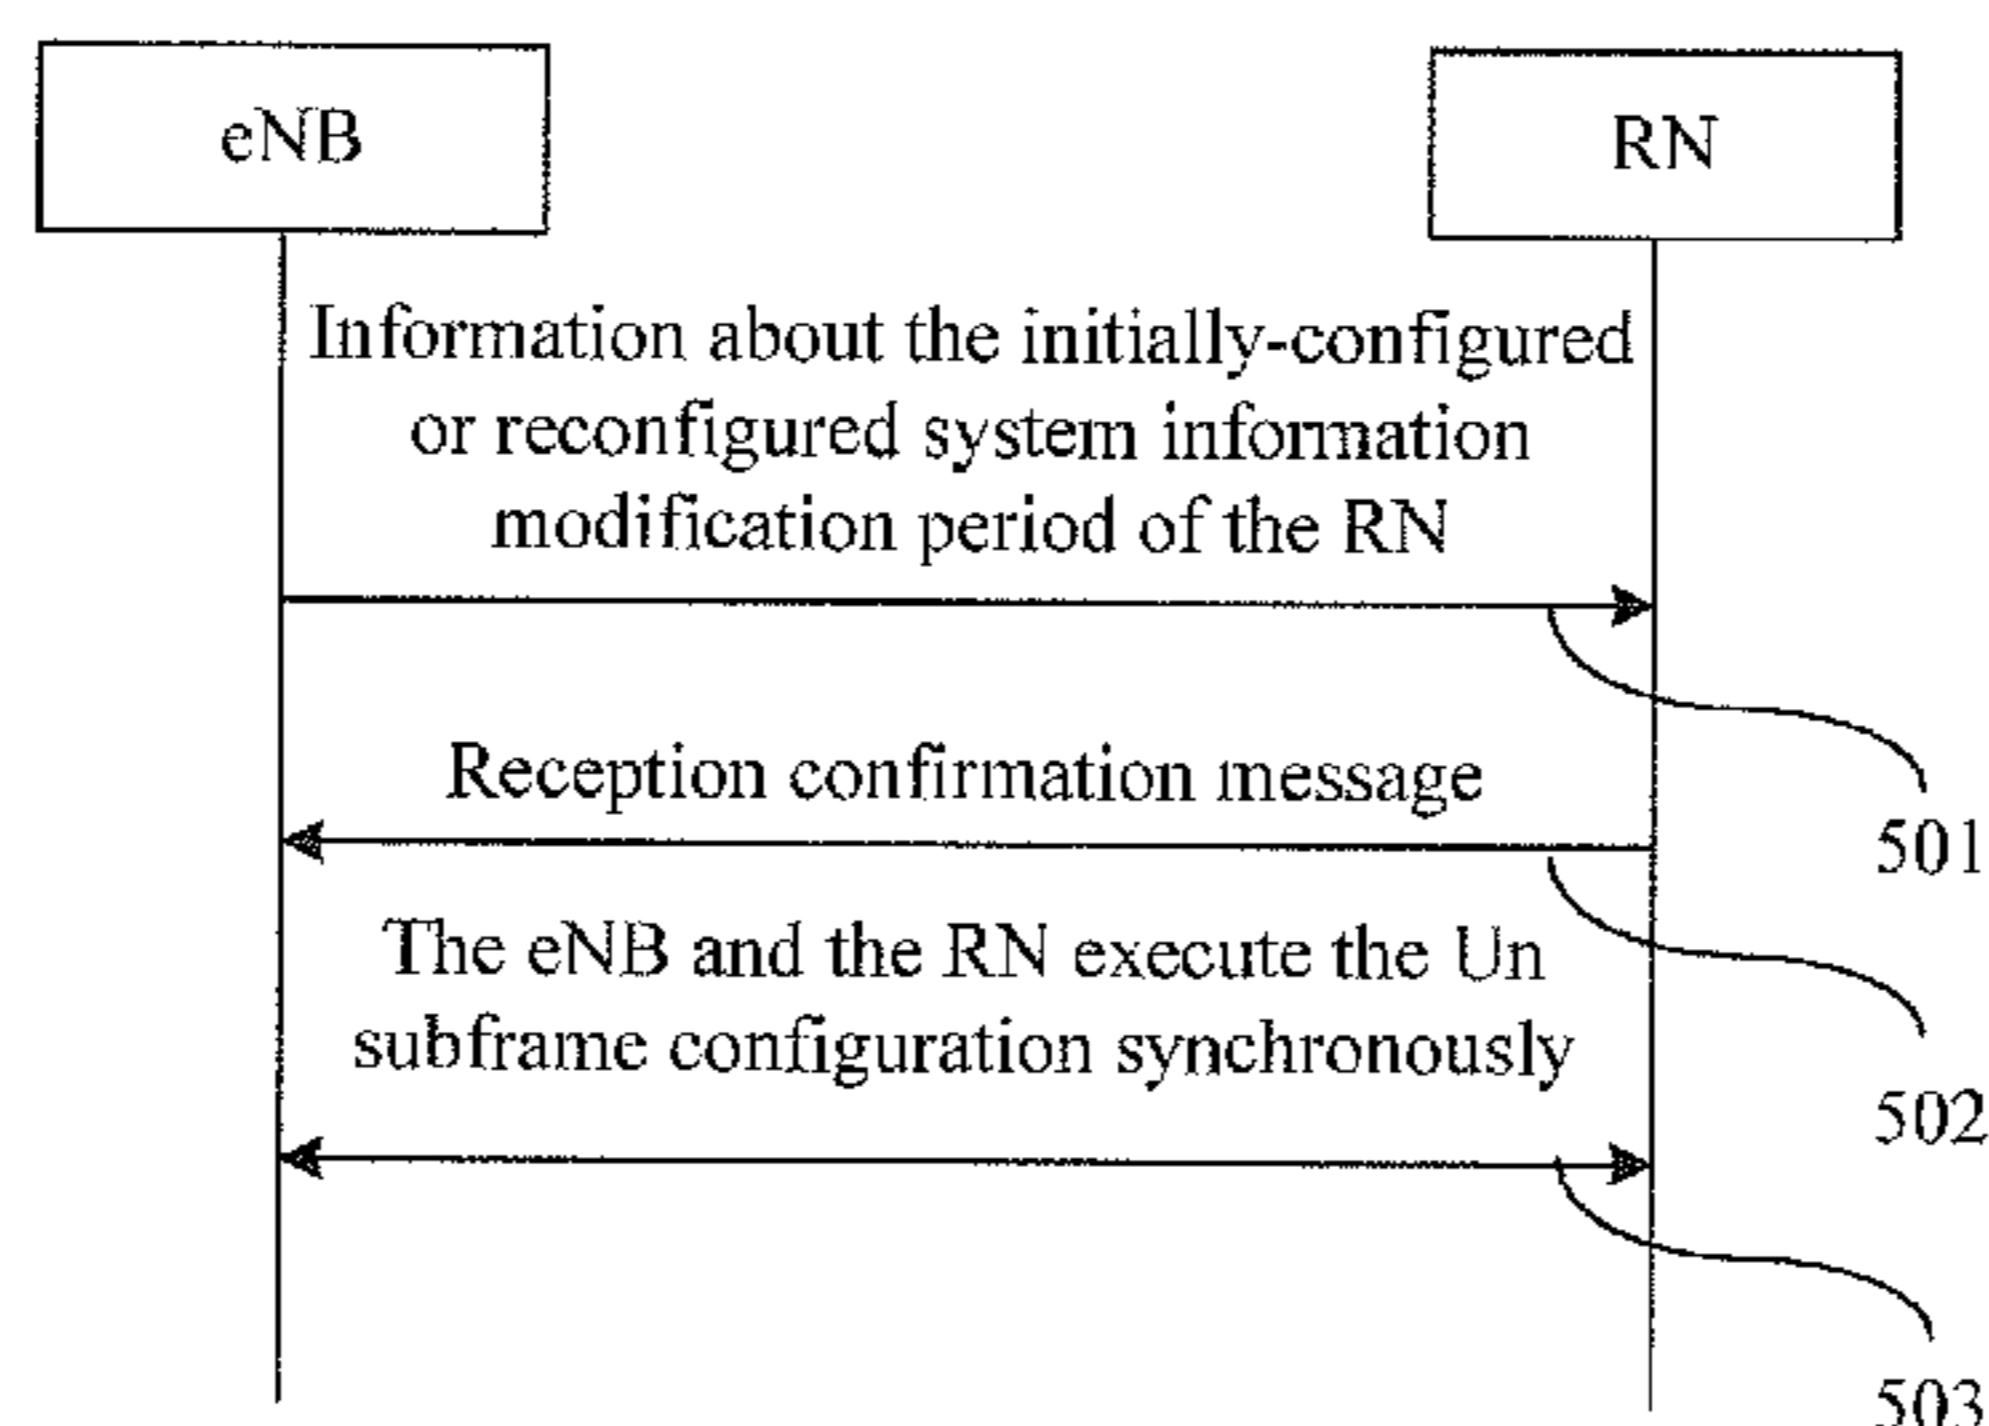 eNB
RN
Information about the initially-configured
or reconfigured system information
modification period of the RN
501
Reception confirmation message
502
The eNB and the RN execute the Un
subframe configuration synchronously
503